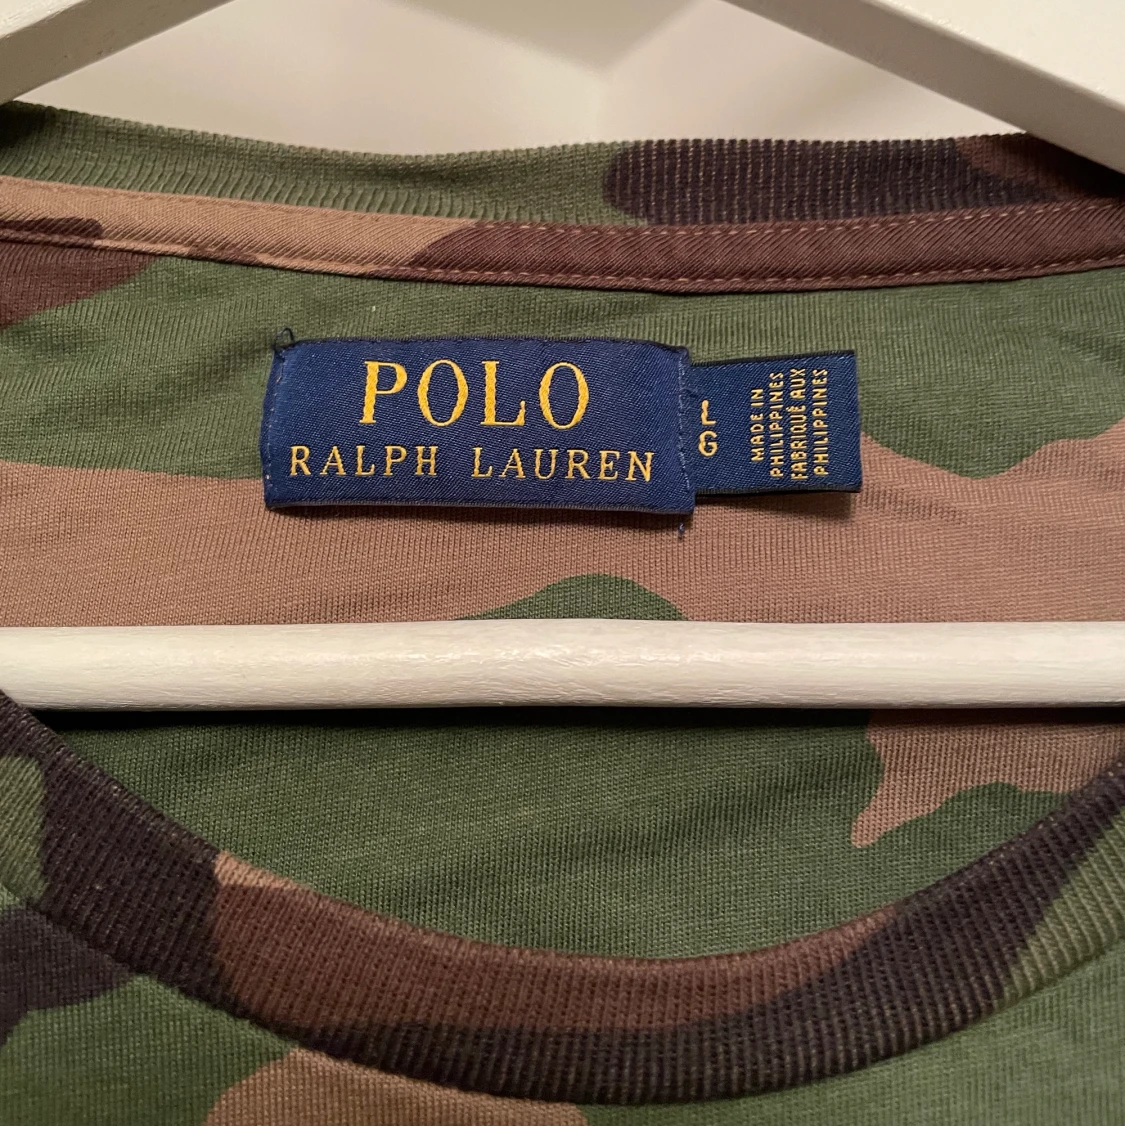 POLO
RALPH LAUREN
L
G
MADE IN
PHILIPPINES
FABRIQUÉ AUX
PHILIPPINES